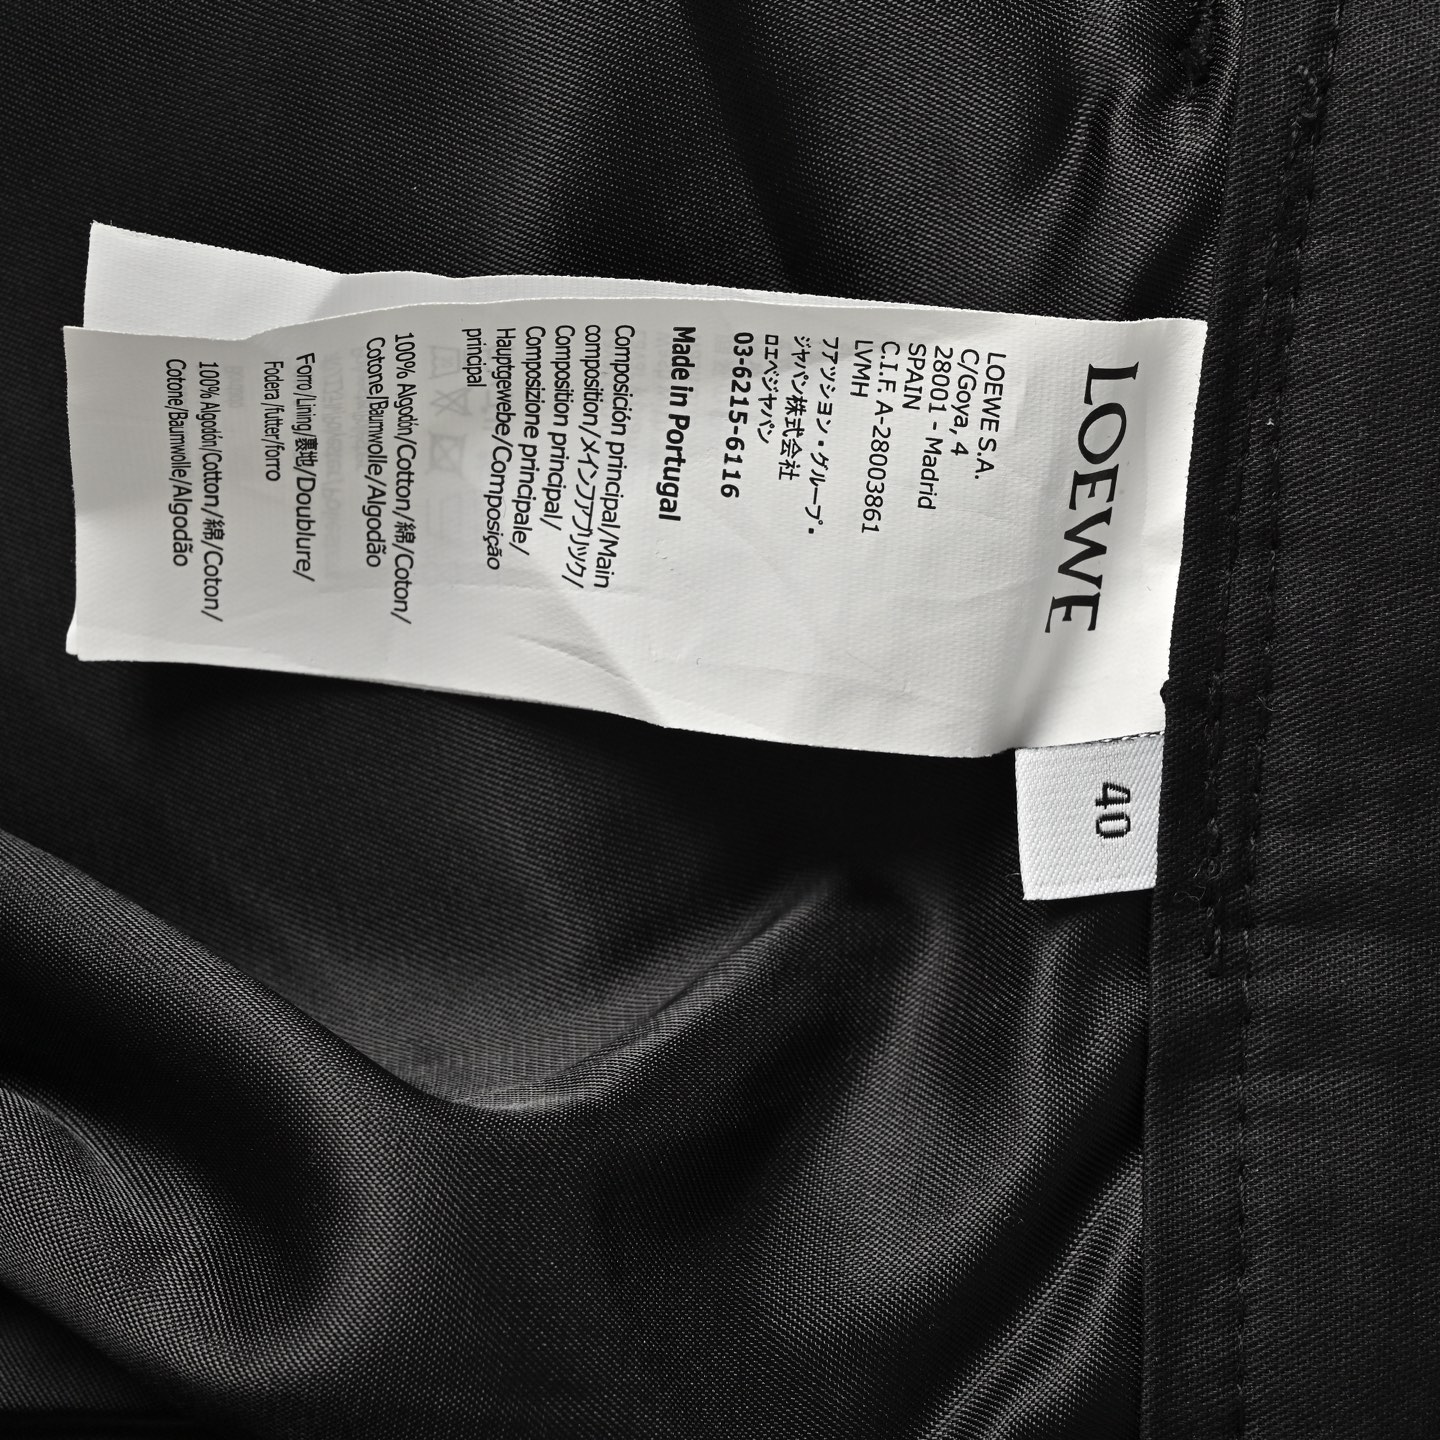 LOEWE
LOEWE S.A.
C/Goya, 4
28001 - Madrid
SPAIN
C.I.F. A-28003861
LVMH
ファッション・グループ・
ジャパン株式会社
ロエベジャパン
03-6215-6116
Made in Portugal
Composición principal/Main
composition/メインファブリック/
Composition principal/
Composizione principale/
Hauptgewebe/Composição
principal
100% Algodón/Cotton/綿/Coton/
Cotone/Baumwolle/Algodão
Forro/Lining/裏地/Doublure/
Fodera/futter/forro
100% Algodón/Cotton/綿/Coton/
Cotone/Baumwolle/Algodão
40